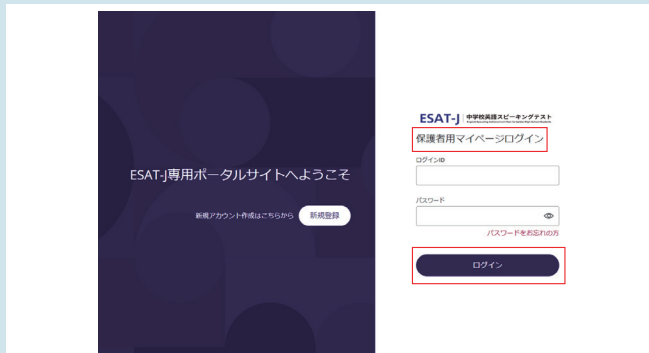 ESAT-J専用ポータルサイトへようこそ
新規アカウント作成はこちらから 新規登録
ESAT-J 中学校英語スピーキングテスト
保護者用マイページログイン
ログインID
パスワード
パスワードをお忘れの方
ログイン